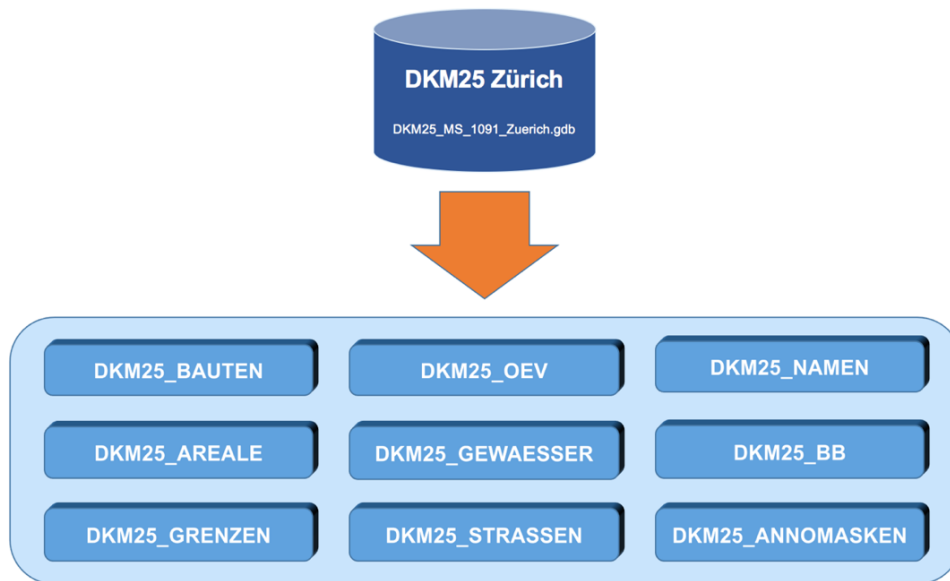 DKM25 Zürich
DKM25_MS_1091_Zuerich.gdb
DKM25_BAUTEN
DKM25_OEV
DKM25_NAMEN
DKM25_AREALE
DKM25_GEWAESSER
DKM25_BB
DKM25_GRENZEN
DKM25_STRASSEN
DKM25_ANNOMASKEN